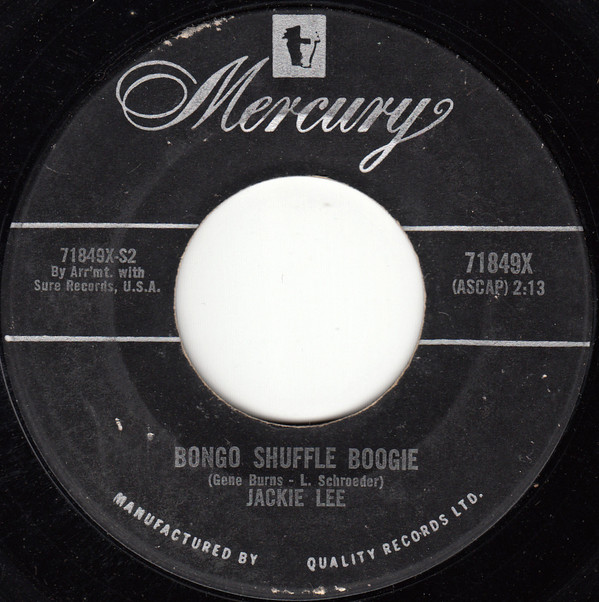 Mercury
71849X-S2
By Arr'mt. with
Sure Records, U.S.A.
71849X
(ASCAP) 2:13
BONGO SHUFFLE BOOGIE
(Gene Burns - L. Schroeder)
JACKIE LEE
MANUFACTURED BY QUALITY RECORDS LTD.